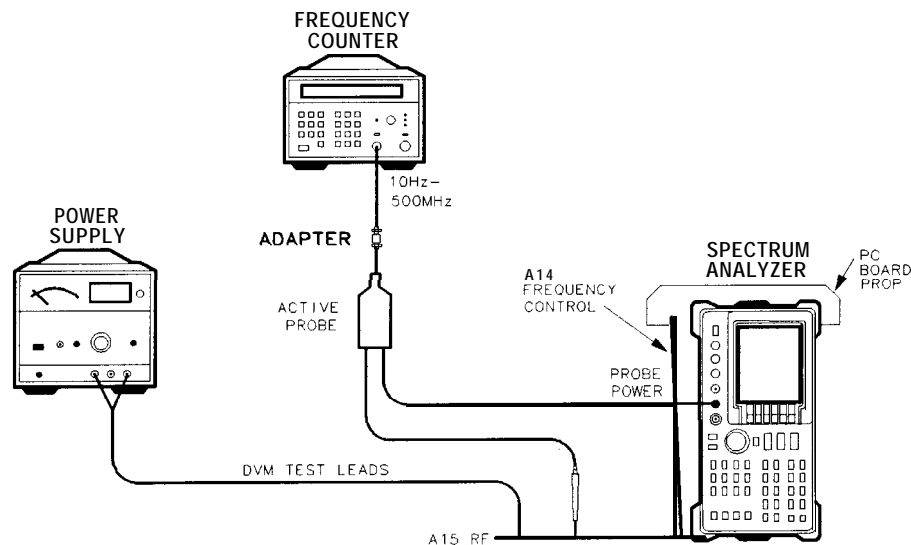 FREQUENCY
COUNTER
10Hz–
500MHz
POWER
SUPPLY
ADAPTER
SPECTRUM
ANALYZER
PC
BOARD
PROP
A14
FREQUENCY
CONTROL
ACTIVE
PROBE
PROBE
POWER
DVM TEST LEADS
A15 RF